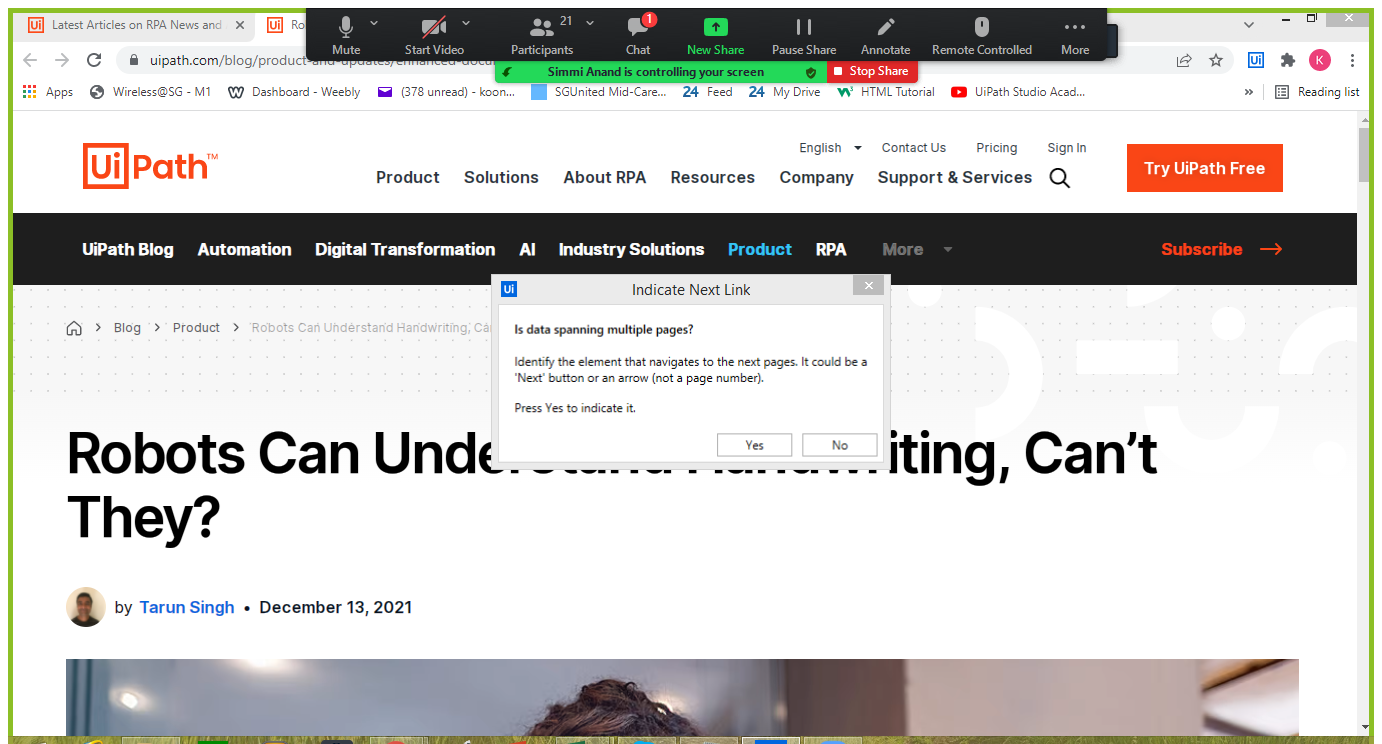 Latest Articles on RPA News and
Ro
Mute
Start Video
21
Participants
1
Chat
New Share
Pause Share
Annotate
Remote Controlled
More
uipath.com/blog/product-and-updates/enhanced-docu
Simmi Anand is controlling your screen
Stop Share
Ui
K
Apps
Wireless@SG - M1
Dashboard - Weebly
(378 unread) - koon...
SGUnited Mid-Care...
24 Feed
24 My Drive
HTML Tutorial
UiPath Studio Acad...
»
Reading list
English
Contact Us
Pricing
Sign In
UiPath™
Product
Solutions
About RPA
Resources
Company
Support & Services
Try UiPath Free
UiPath Blog
Automation
Digital Transformation
AI
Industry Solutions
Product
RPA
More
Subscribe
Ui
Indicate Next Link
Is data spanning multiple pages?
Identify the element that navigates to the next pages. It could be a
'Next' button or an arrow (not a page number).
Press Yes to indicate it.
Yes
No
Blog > Product > Robots Can Understand Handwriting, Ca
Robots Can Understand Handwriting, Can't
They?
by Tarun Singh • December 13, 2021